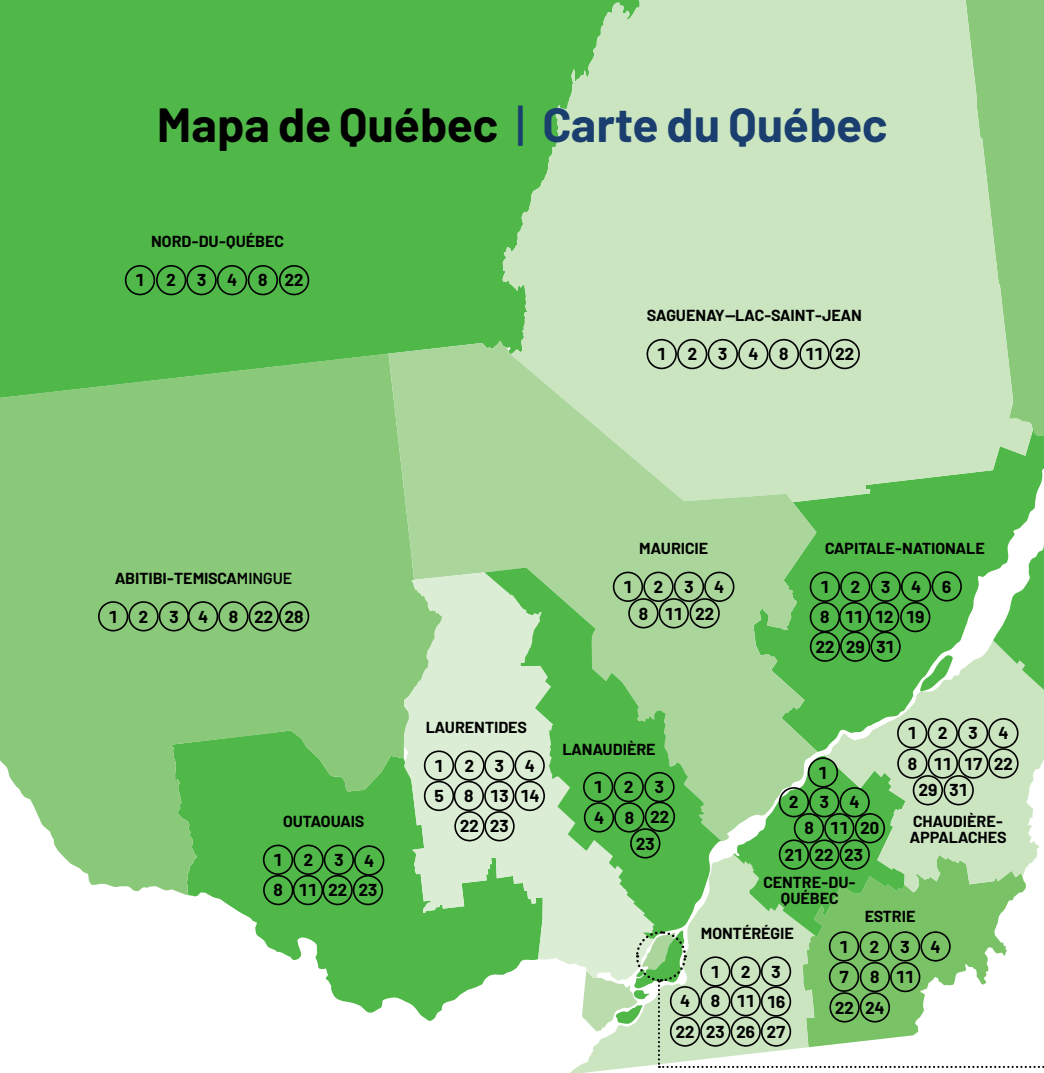 Mapa de Québec | Carte du Québec
NORD-DU-QUÉBEC
1 2 3 4 8 22
SAGUENAY–LAC-SAINT-JEAN
1 2 3 4 8 11 22
MAURICIE
1 2 3 4
8 11 22
CAPITALE-NATIONALE
1 2 3 4 6
8 11 12 19
22 29 31
ABITIBI-TEMISCAMINGUE
1 2 3 4 8 22 28
LAURENTIDES
1 2 3 4
5 8 13 14
22 23
LANAUDIÈRE
1 2 3
4 8 22
23
1 2 3 4
8 11 17 22
29 31
CHAUDIÈRE-
APPALACHES
1
2 3 4
8 11 20
21 22 23
CENTRE-DU-
QUÉBEC
OUTAOUAIS
1 2 3 4
8 11 22 23
MONTÉRÉGIE
1 2 3
4 8 11 16
22 23 26 27
ESTRIE
1 2 3 4
7 8 11
22 24